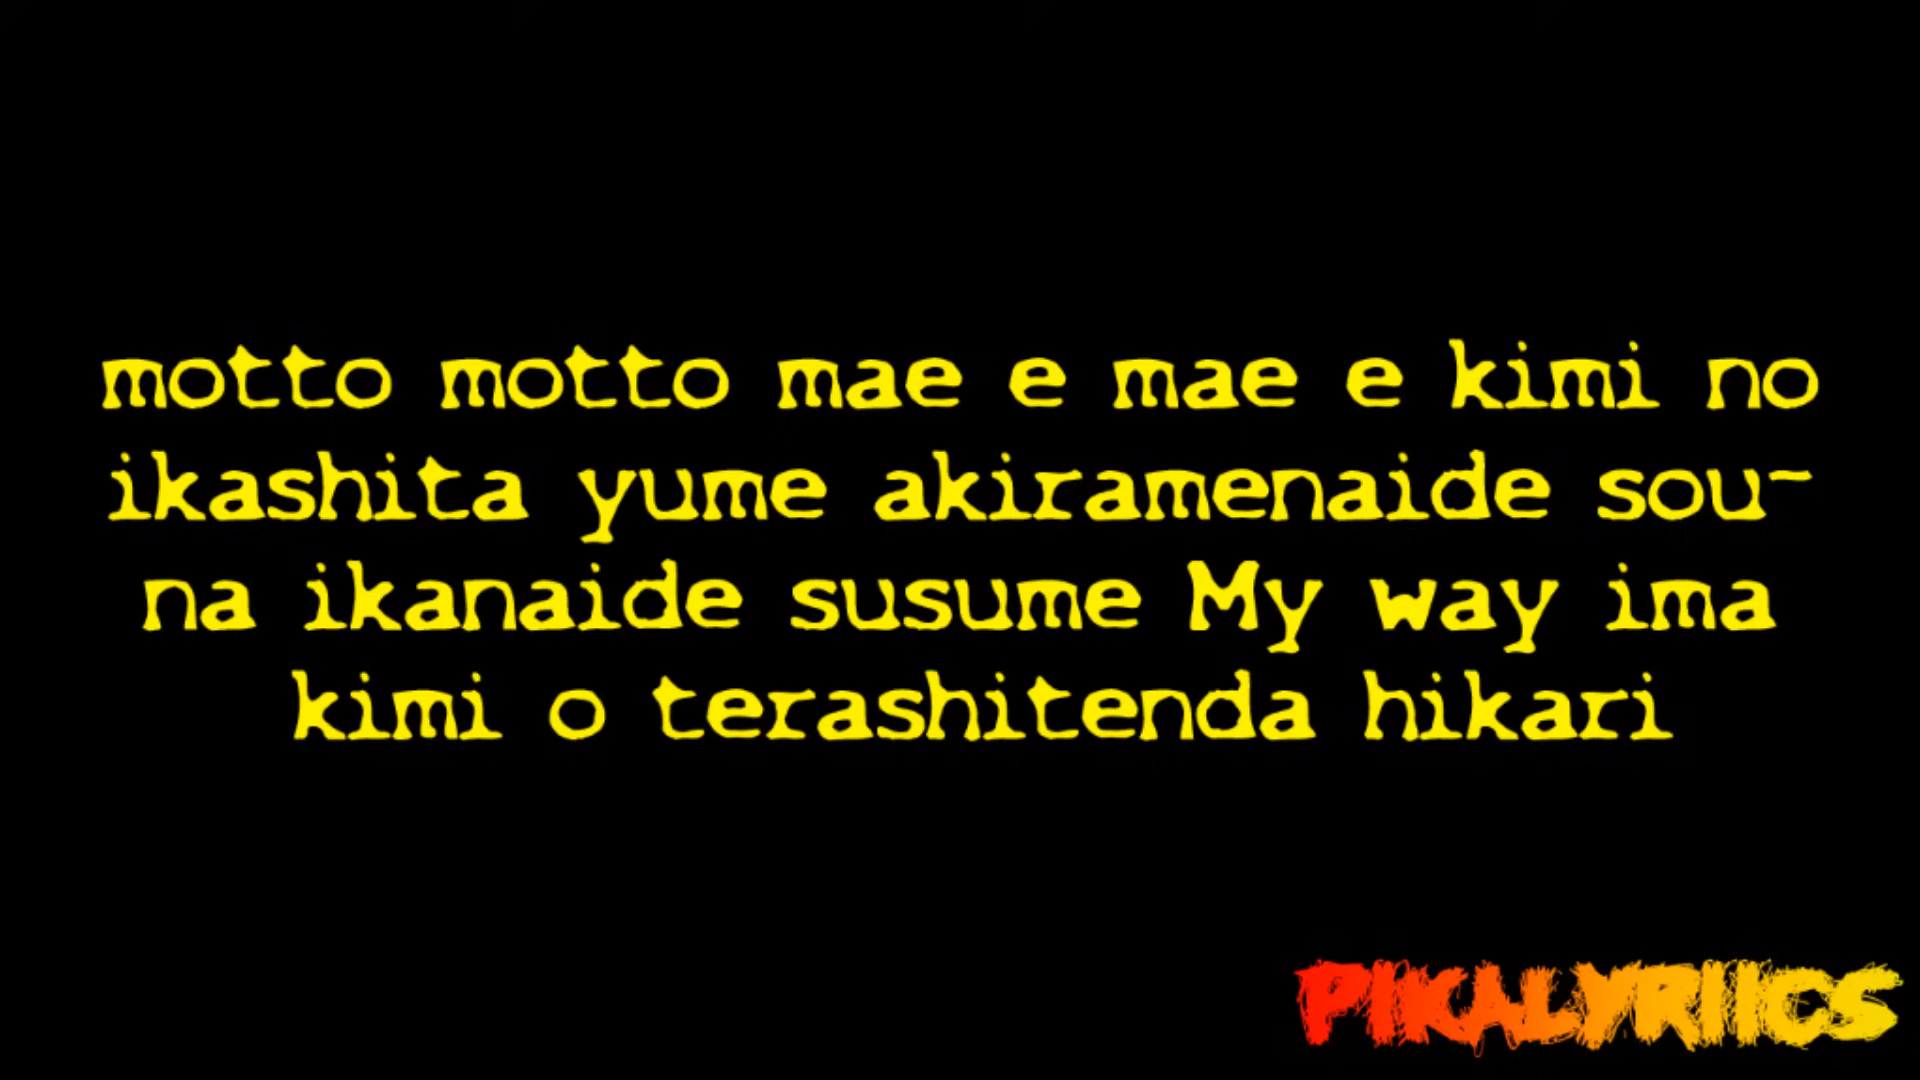 motto motto mae e mae e kimi no
ikashita yume akiramenaide sou-
na ikanaide susume My way ima
kimi o terashitenda hikari
PIKALYRIICS